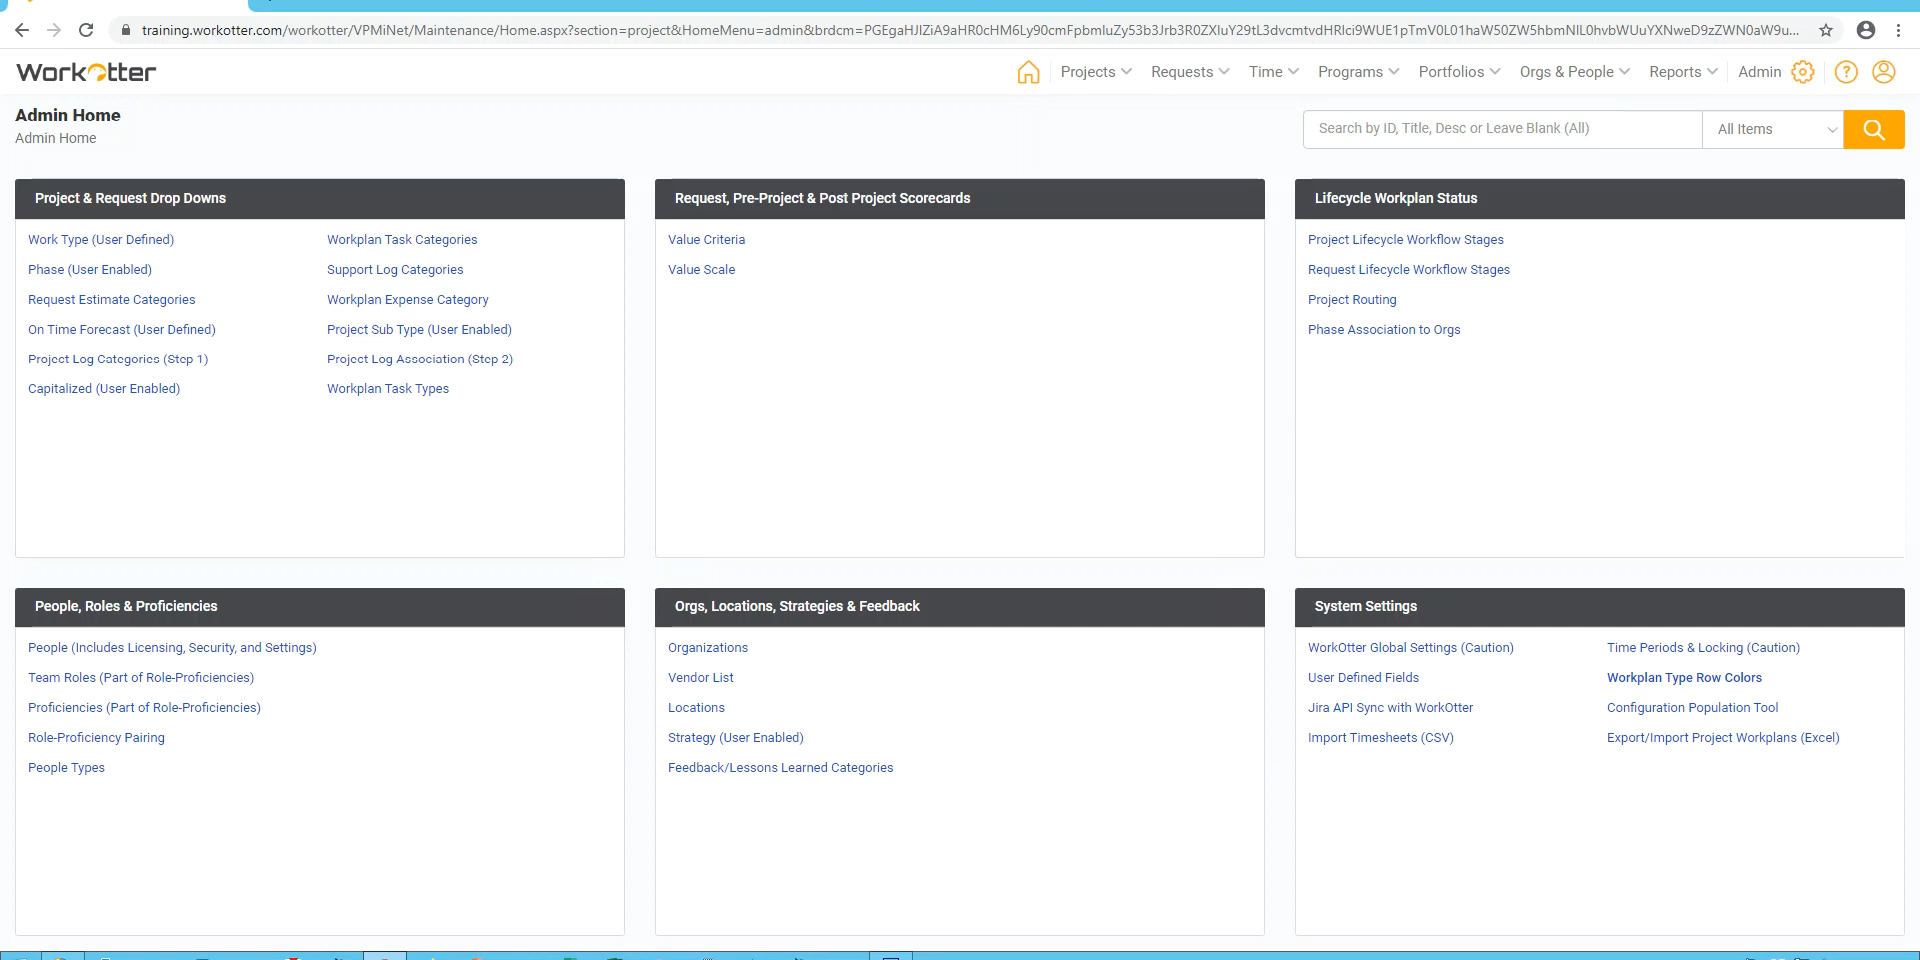 training.workotter.com/workotter/VPMiNet/Maintenance/Home.aspx?section=project&HomeMenu=admin&brdcm=PGEgaHJlZiA9aHR0cHM6Ly90cmFpbmluZy53b3Jrb3R0ZXIuY29tL3dvcmtvdHRlci9WUE1pTmV0L01haW50ZW5hbmNlL0hvbWUuYXNweD9zZWN0aW9u...
WorkOtter
Projects Requests Time Programs Portfolios Orgs & People Reports Admin ?
Admin Home
Admin Home
Search by ID, Title, Desc or Leave Blank (All) All Items
Project & Request Drop Downs
Work Type (User Defined) Workplan Task Categories
Phase (User Enabled) Support Log Categories
Request Estimate Categories Workplan Expense Category
On Time Forecast (User Defined) Project Sub Type (User Enabled)
Project Log Categories (Step 1) Project Log Association (Step 2)
Capitalized (User Enabled) Workplan Task Types
Request, Pre-Project & Post Project Scorecards
Value Criteria
Value Scale
Lifecycle Workplan Status
Project Lifecycle Workflow Stages
Request Lifecycle Workflow Stages
Project Routing
Phase Association to Orgs
People, Roles & Proficiencies
People (Includes Licensing, Security, and Settings)
Team Roles (Part of Role-Proficiencies)
Proficiencies (Part of Role-Proficiencies)
Role-Proficiency Pairing
People Types
Orgs, Locations, Strategies & Feedback
Organizations
Vendor List
Locations
Strategy (User Enabled)
Feedback/Lessons Learned Categories
System Settings
WorkOtter Global Settings (Caution) Time Periods & Locking (Caution)
User Defined Fields Workplan Type Row Colors
Jira API Sync with WorkOtter Configuration Population Tool
Import Timesheets (CSV) Export/Import Project Workplans (Excel)